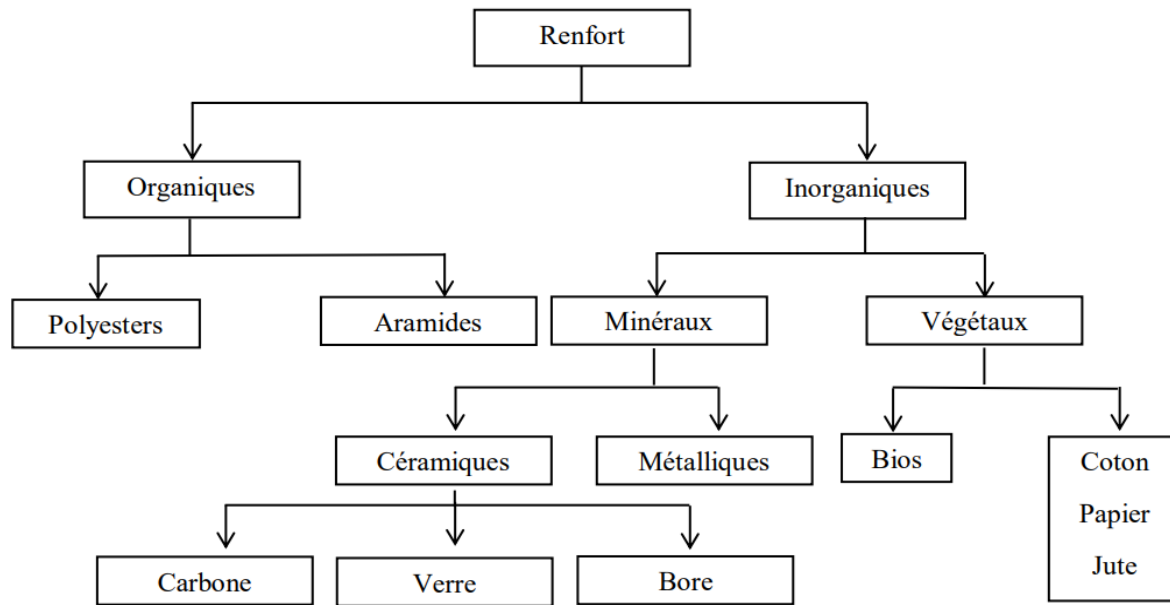 Renfort
Organiques
Inorganiques
Polyesters
Aramides
Minéraux
Végétaux
Céramiques
Métalliques
Bios
Coton
Papier
Jute
Carbone
Verre
Bore